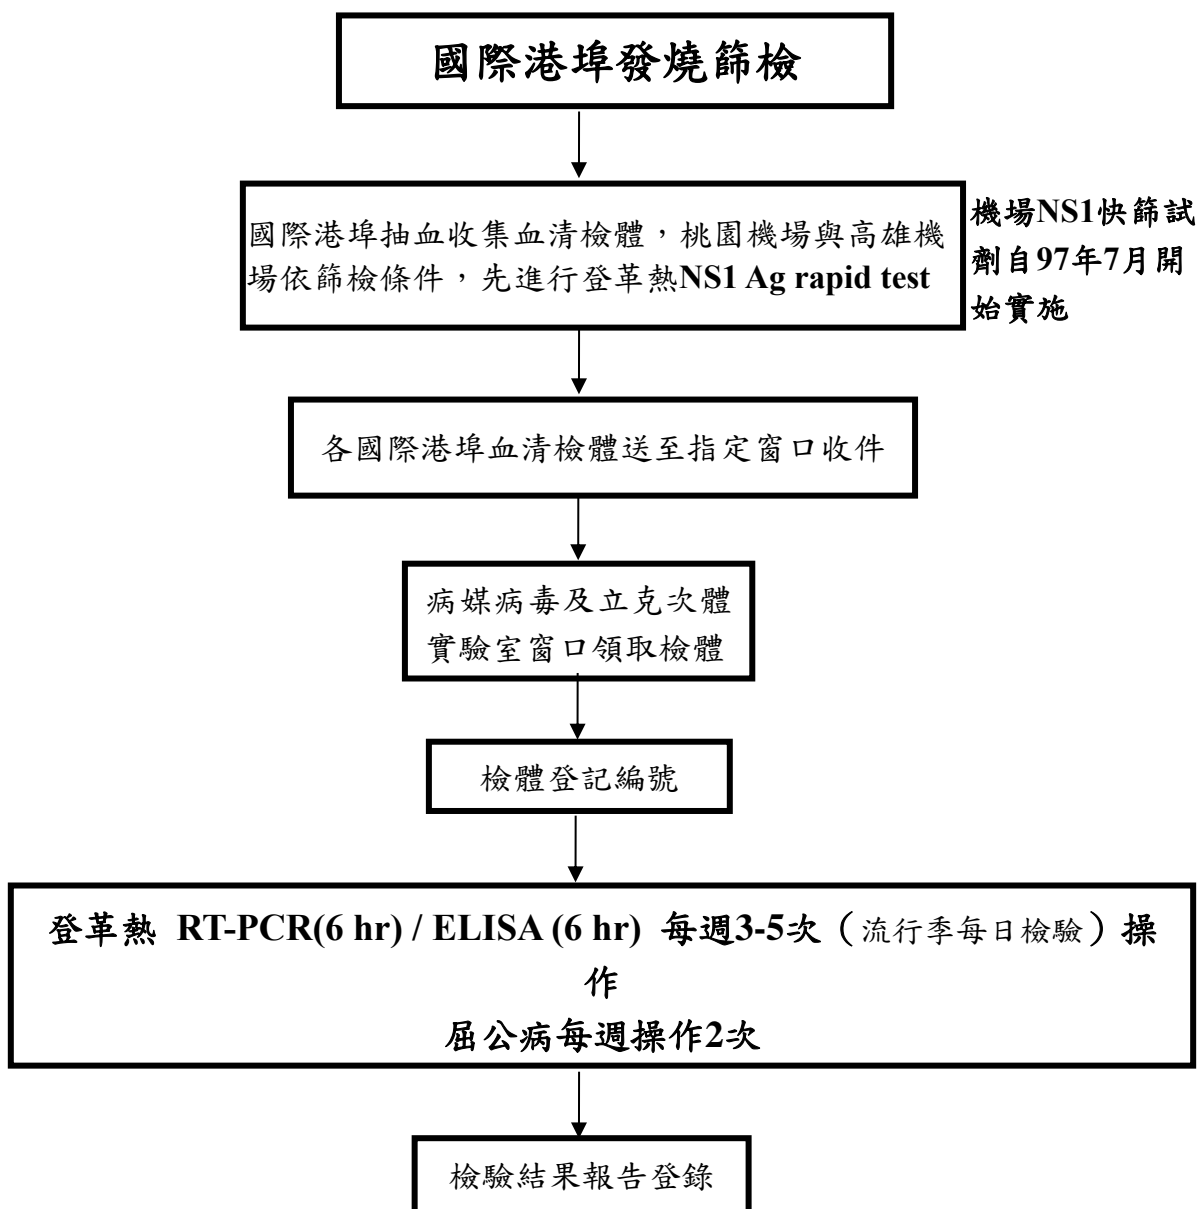 國際港埠發燒篩檢
國際港埠抽血收集血清檢體，桃園機場與高雄機
場依篩檢條件，先進行登革熱NS1 Ag rapid test
機場NS1快篩試
劑自97年7月開
始實施
各國際港埠血清檢體送至指定窗口收件
病媒病毒及立克次體
實驗室窗口領取檢體
檢體登記編號
登革熱 RT-PCR(6 hr) / ELISA (6 hr) 每週3-5次（流行季每日檢驗）操
作
屈公病每週操作2次
檢驗結果報告登錄